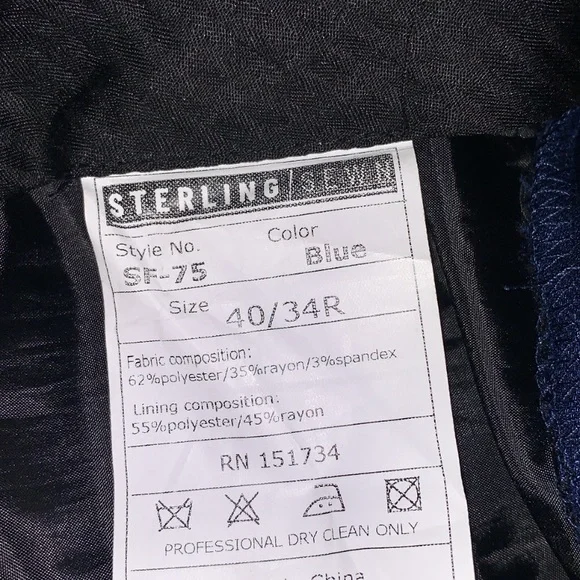 STERLING/SEWN
Style No. Color
SF-75 Blue
Size 40/34R
Fabric composition:
62%polyester/35%rayon/3%spandex
Lining composition:
55%polyester/45%rayon
RN 151734
PROFESSIONAL DRY CLEAN ONLY
China